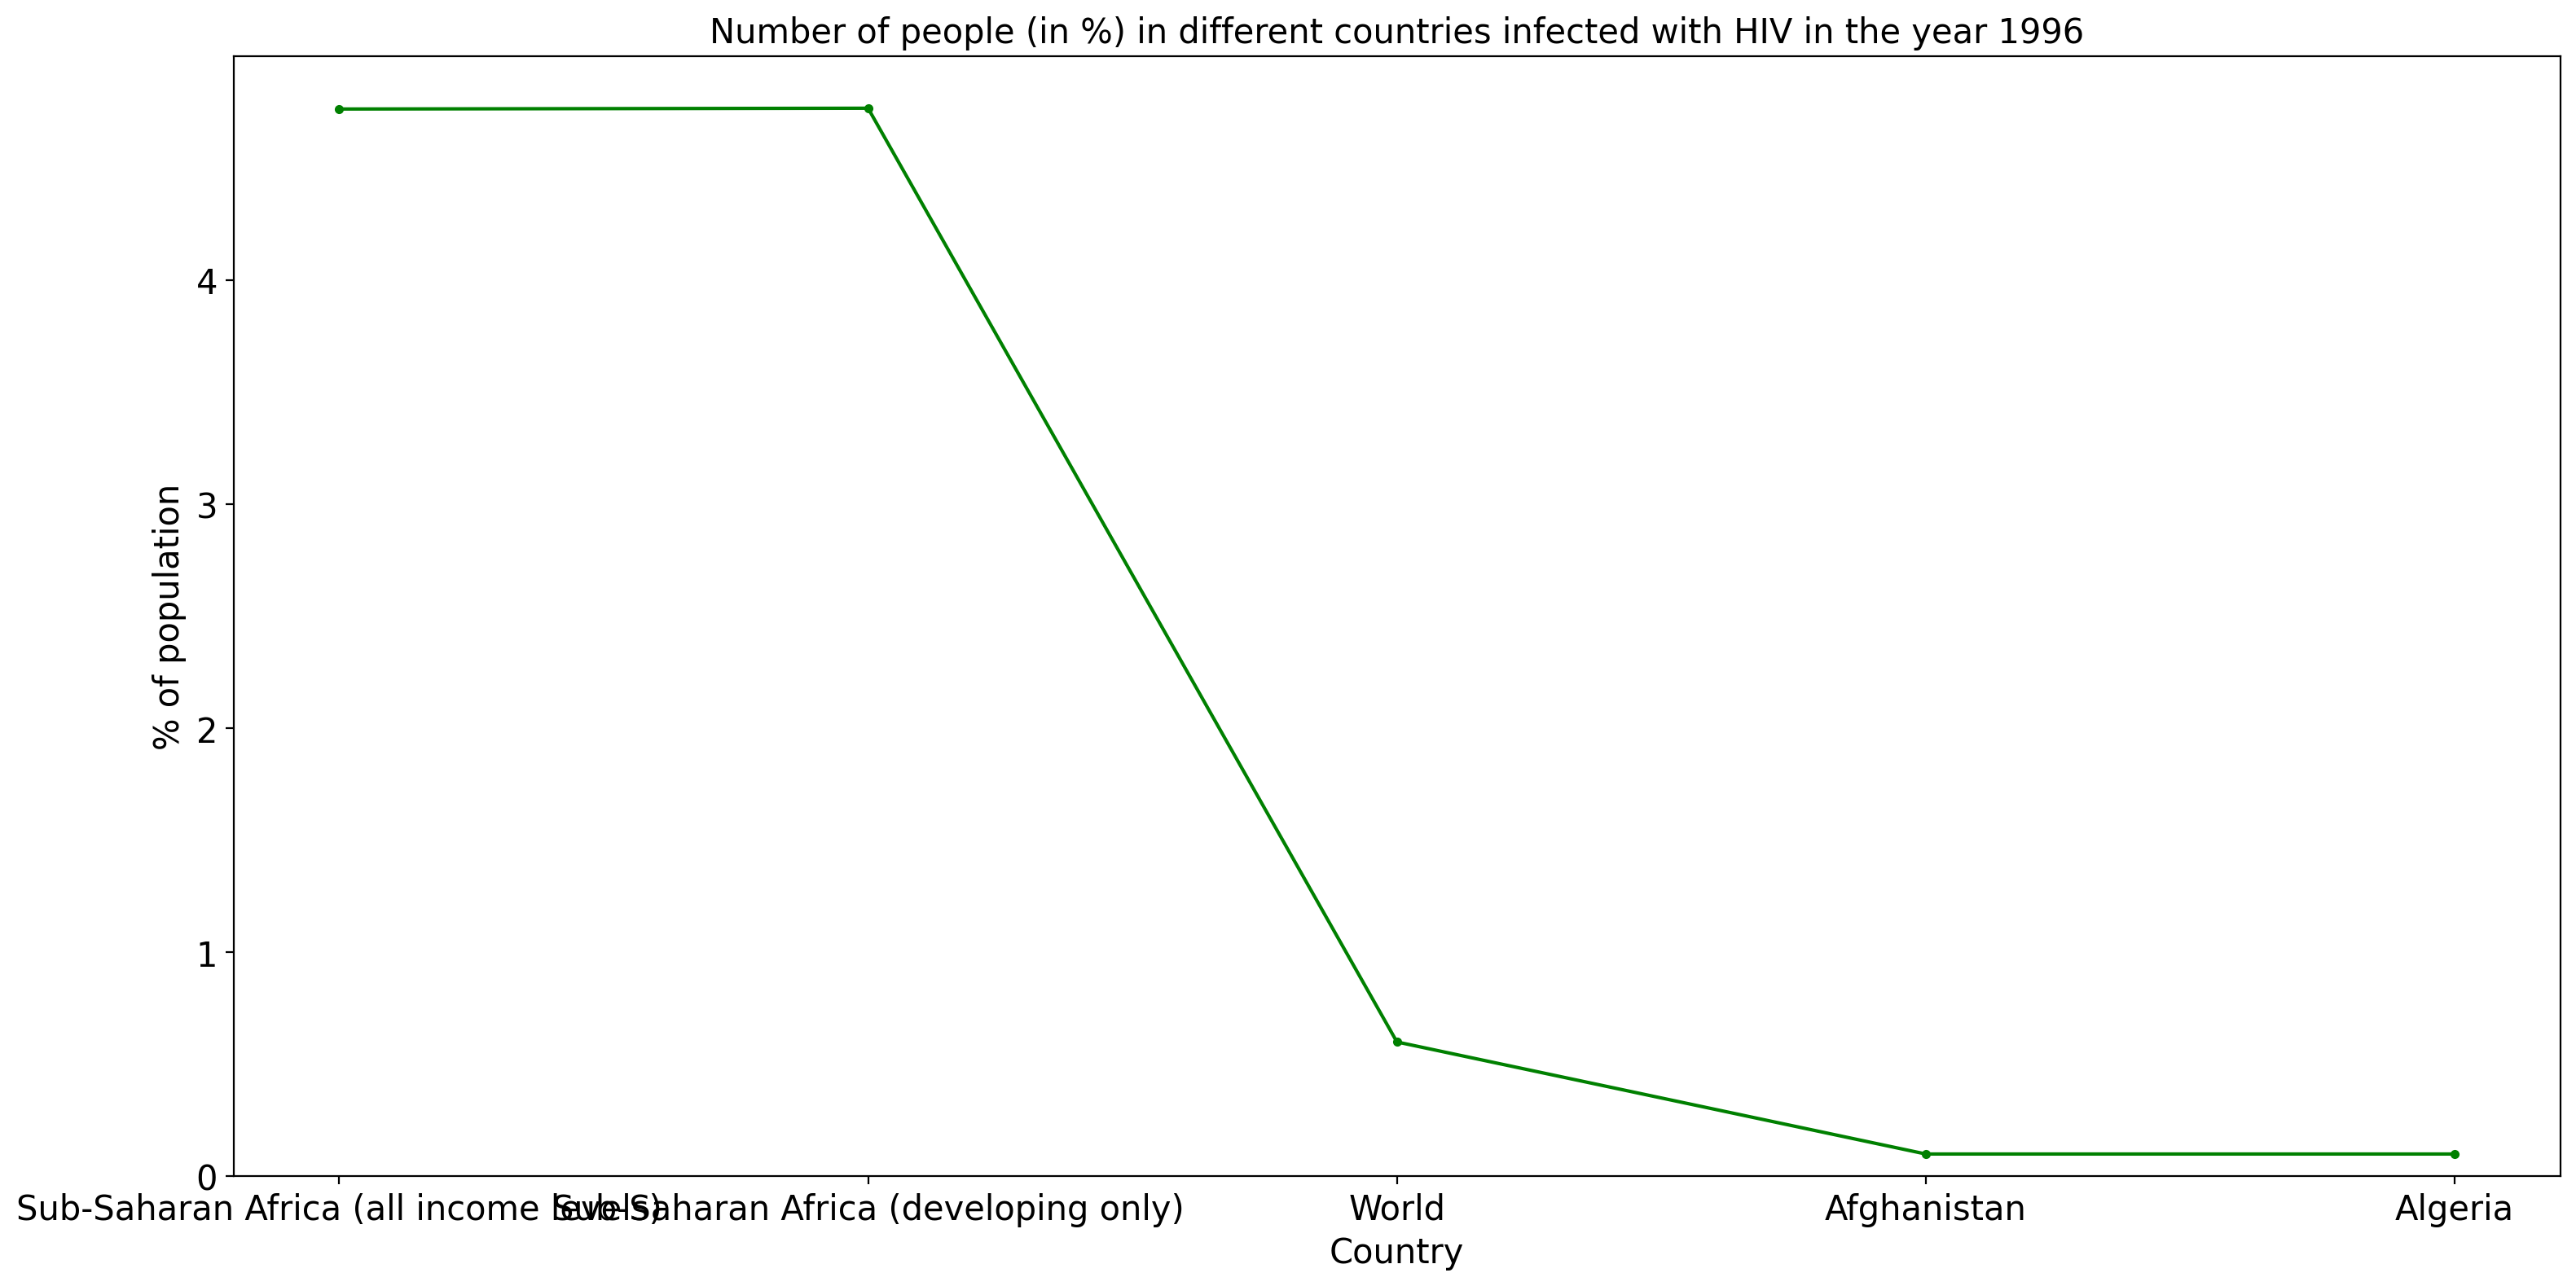 Number of people (in %) in different countries infected with HIV in the year 1996
% of population
4
3
2
1
0
Sub-Saharan Africa (all income levels) Sub-Saharan Africa (developing only) World Afghanistan Algeria
Country